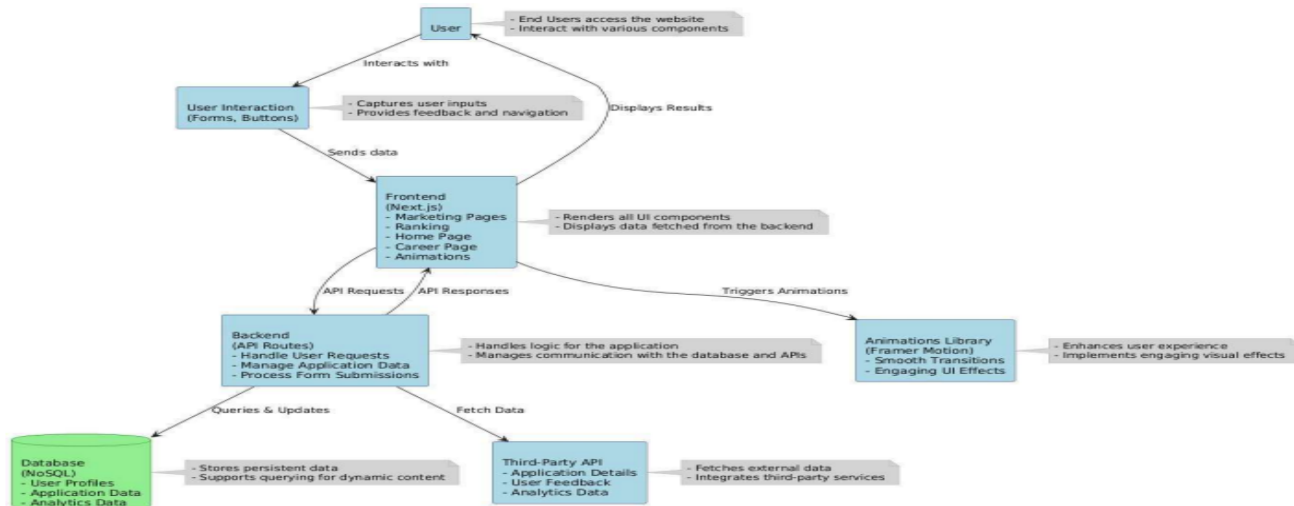 User
- End Users access the website
- Interact with various components
Interacts with
User Interaction
(Forms, Buttons)
- Captures user inputs
- Provides feedback and navigation
Displays Results
Sends data
Frontend
(Next.js)
- Marketing Pages
- Ranking
- Home Page
- Career Page
- Animations
- Renders all UI components
- Displays data fetched from the backend
API Requests
API Responses
Triggers Animations
Backend
(API Routes)
- Handle User Requests
- Manage Application Data
- Process Form Submissions
- Handles logic for the application
- Manages communication with the database and APIs
Animations Library
(Framer Motion)
- Smooth Transitions
- Engaging UI Effects
- Enhances user experience
- Implements engaging visual effects
Queries & Updates
Fetch Data
Database
(NoSQL)
- User Profiles
- Application Data
- Analytics Data
- Stores persistent data
- Supports querying for dynamic content
Third-Party API
- Application Details
- User Feedback
- Analytics Data
- Fetches external data
- Integrates third-party services